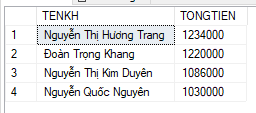 TENKH TONGTIEN
1 Nguyễn Thị Hương Trang 1234000
2 Đoàn Trọng Khang 1220000
3 Nguyễn Thị Kim Duyên 1086000
4 Nguyễn Quốc Nguyên 1030000